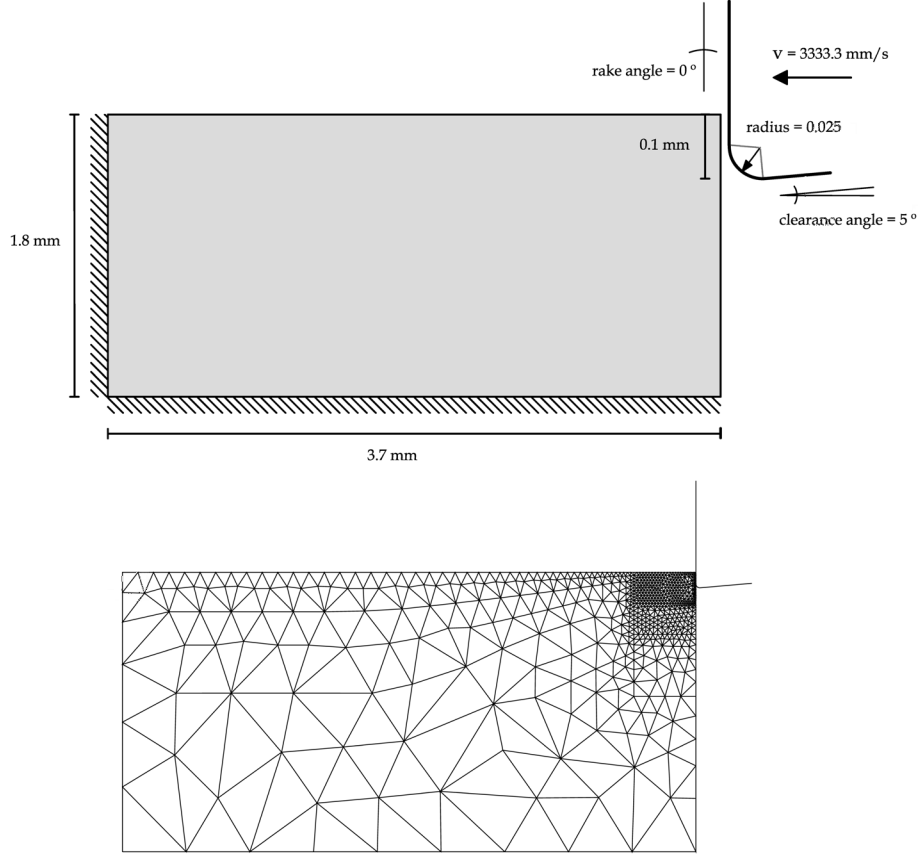 v = 3333.3 mm/s
rake angle = 0 º
radius = 0.025
0.1 mm
clearance angle = 5 º
1.8 mm
3.7 mm